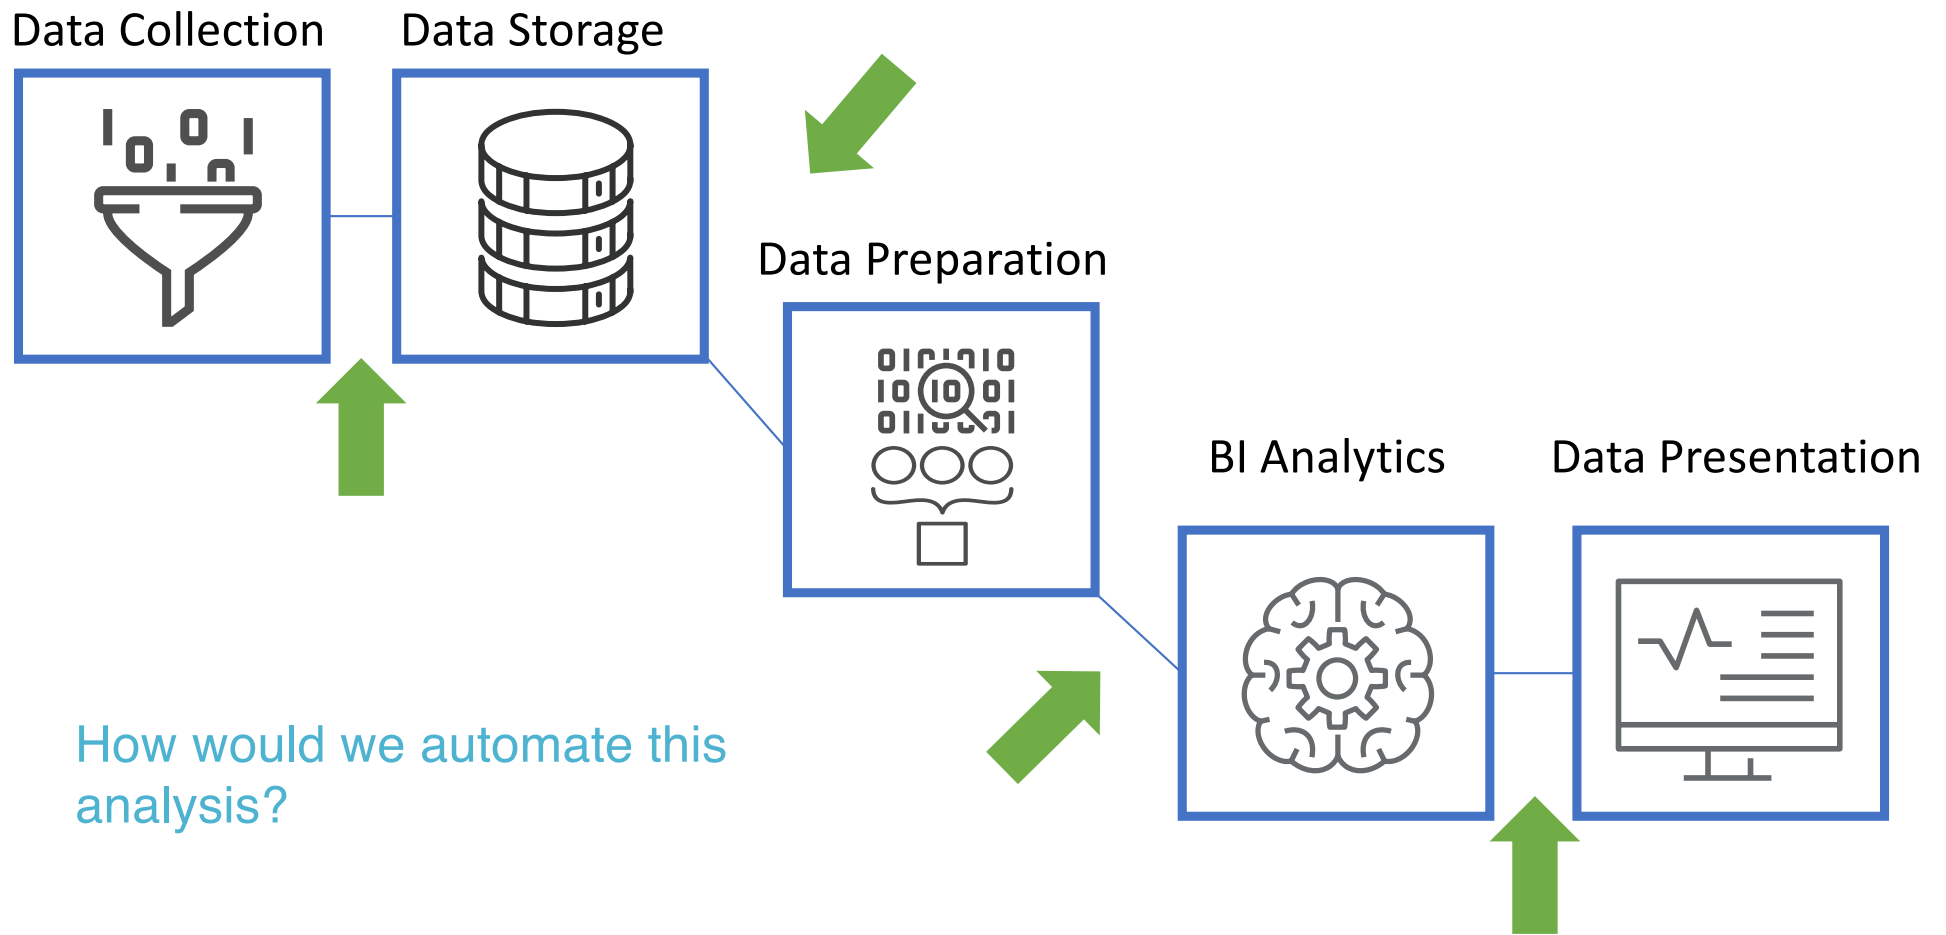 Data Collection
Data Storage
Data Preparation
BI Analytics
Data Presentation
How would we automate this
analysis?